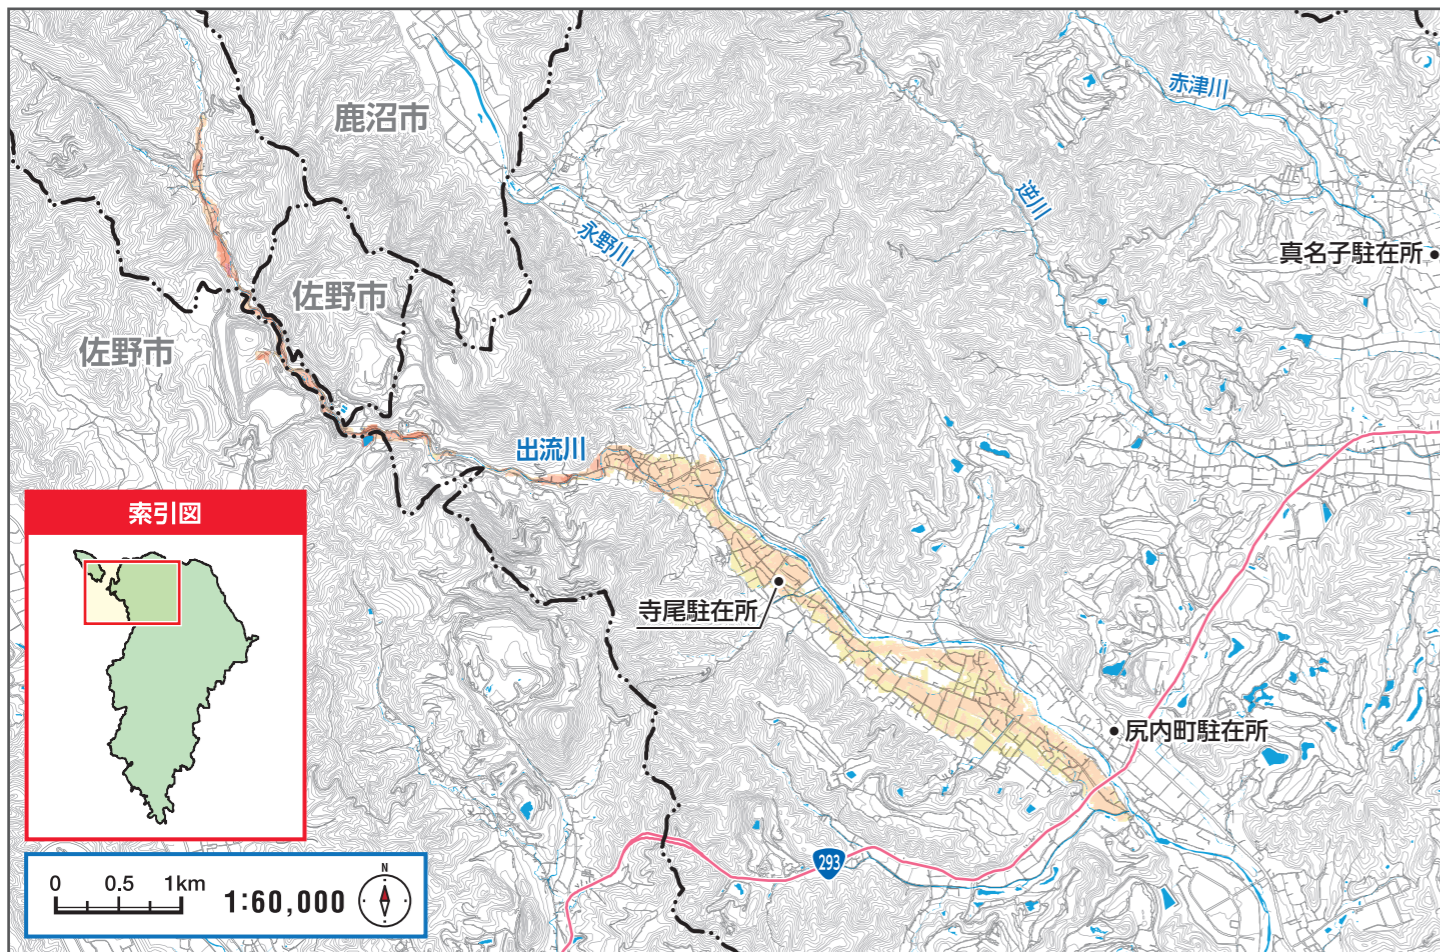 赤津川
鹿沼市
逆川
永野川
真名子駐在所
佐野市
佐野市
出流川
索引図
寺尾駐在所
尻内町駐在所
293
0 0.5 1km
1:60,000
N